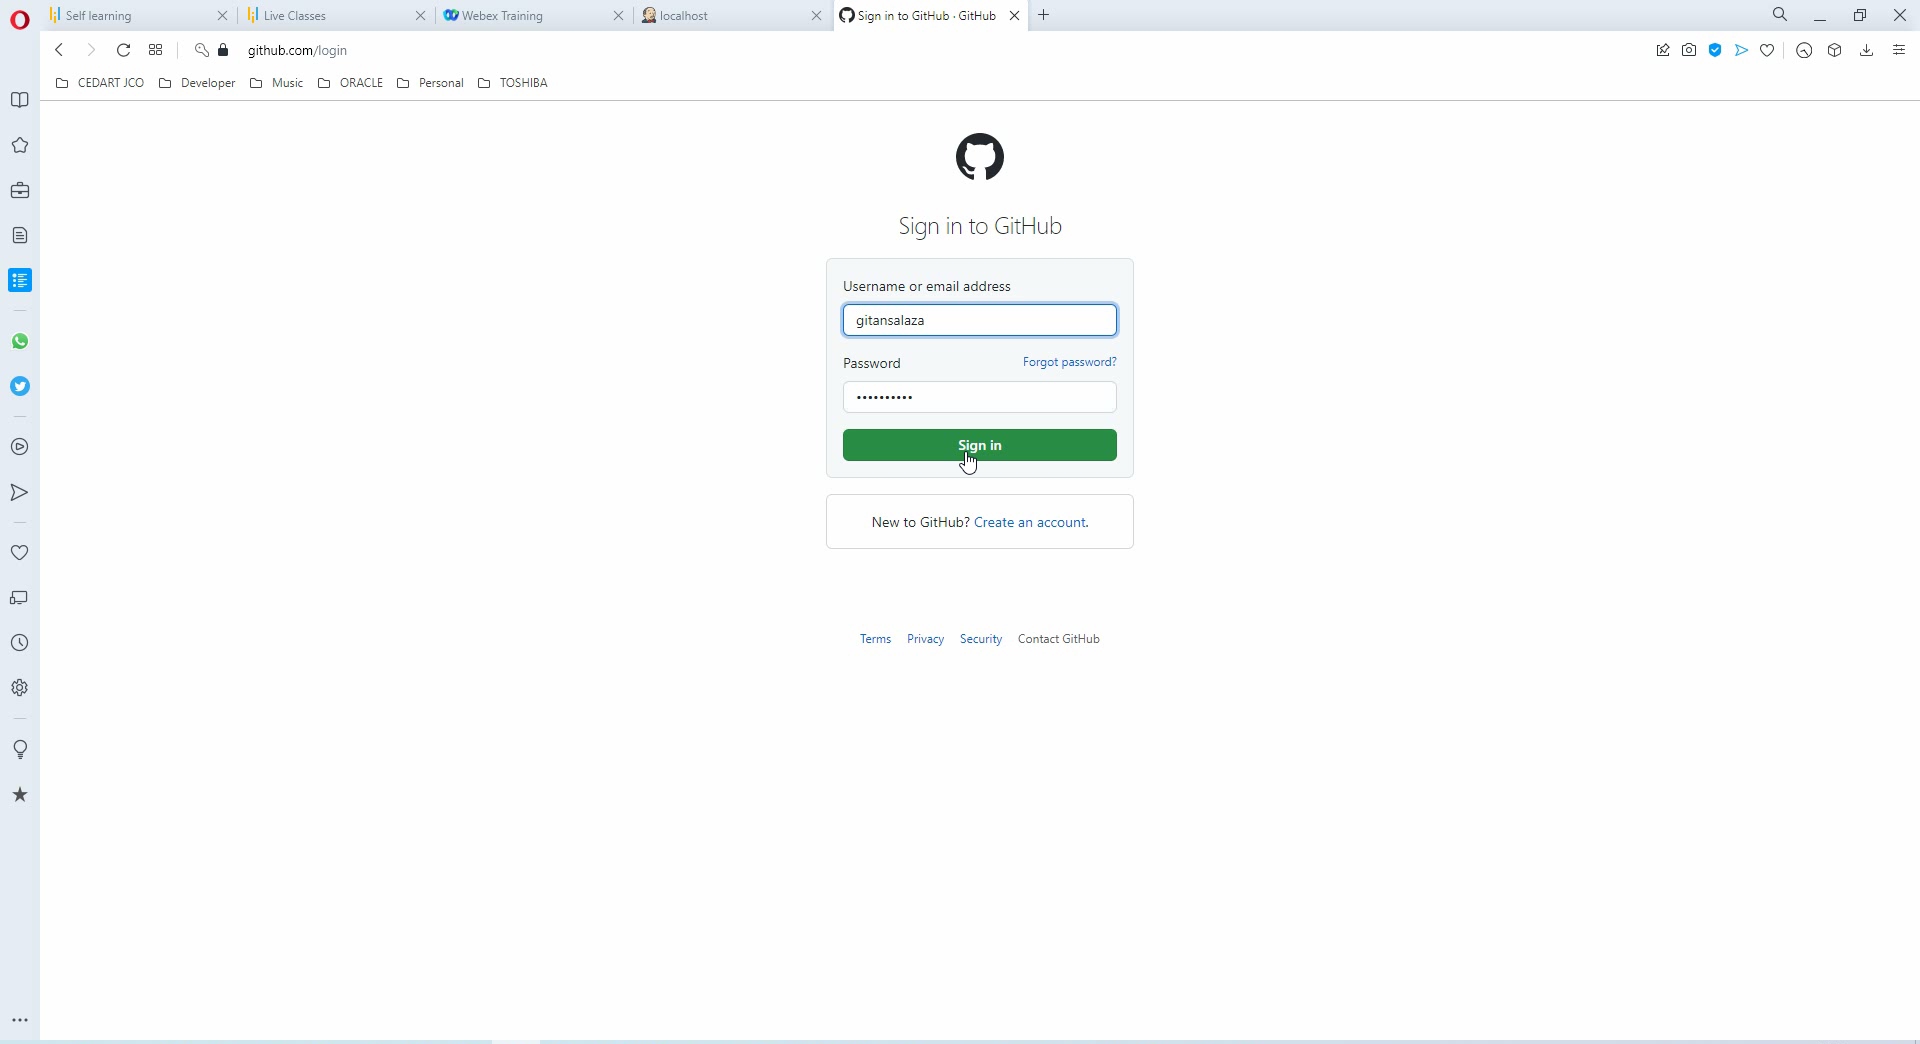 Self learning
Live Classes
Webex Training
localhost
Sign in to GitHub · GitHub
github.com/login
CEDART JCO
Developer
Music
ORACLE
Personal
TOSHIBA
Sign in to GitHub
Username or email address
gitansalaza
Password
Forgot password?
••••••••••
Sign in
New to GitHub? Create an account.
Terms
Privacy
Security
Contact GitHub